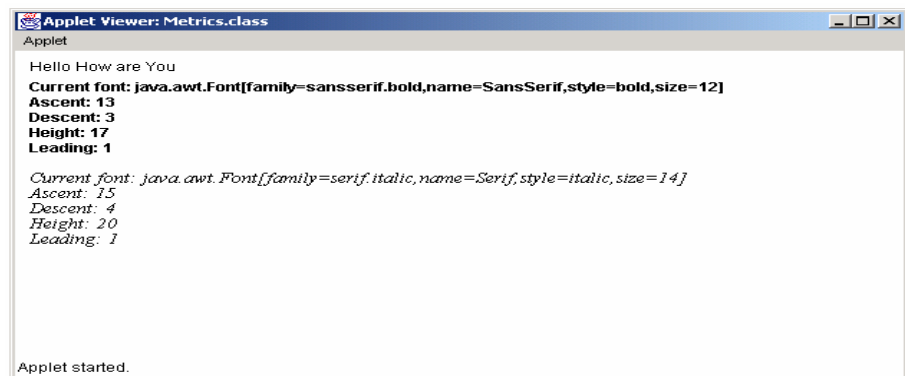 Applet Viewer: Metrics.class
Applet
Hello How are You
Current font: java.awt.Font[family=sansserif.bold,name=SansSerif,style=bold,size=12]
Ascent: 13
Descent: 3
Height: 17
Leading: 1
Current font: java.awt.Font[family=serif.italic,name=Serif,style=italic,size=14]
Ascent: 15
Descent: 4
Height: 20
Leading: 1
Applet started.